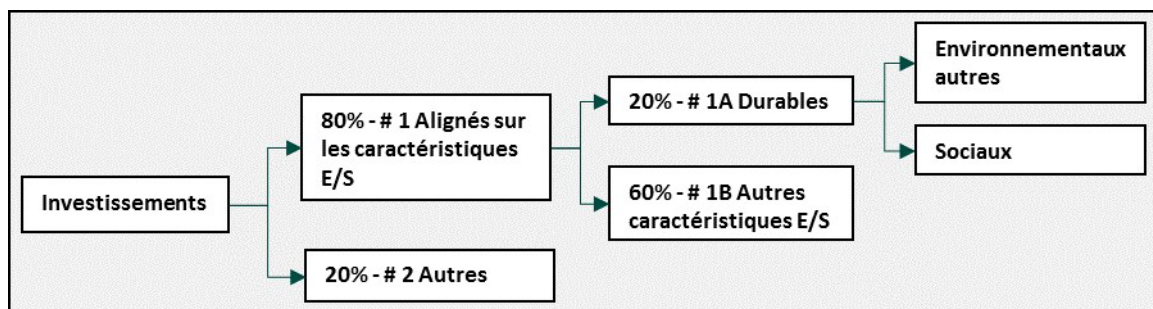 Investissements
80% - # 1 Alignés sur
les caractéristiques
E/S
20% - # 2 Autres
20% - # 1A Durables
60% - # 1B Autres
caractéristiques E/S
Environnementaux
autres
Sociaux